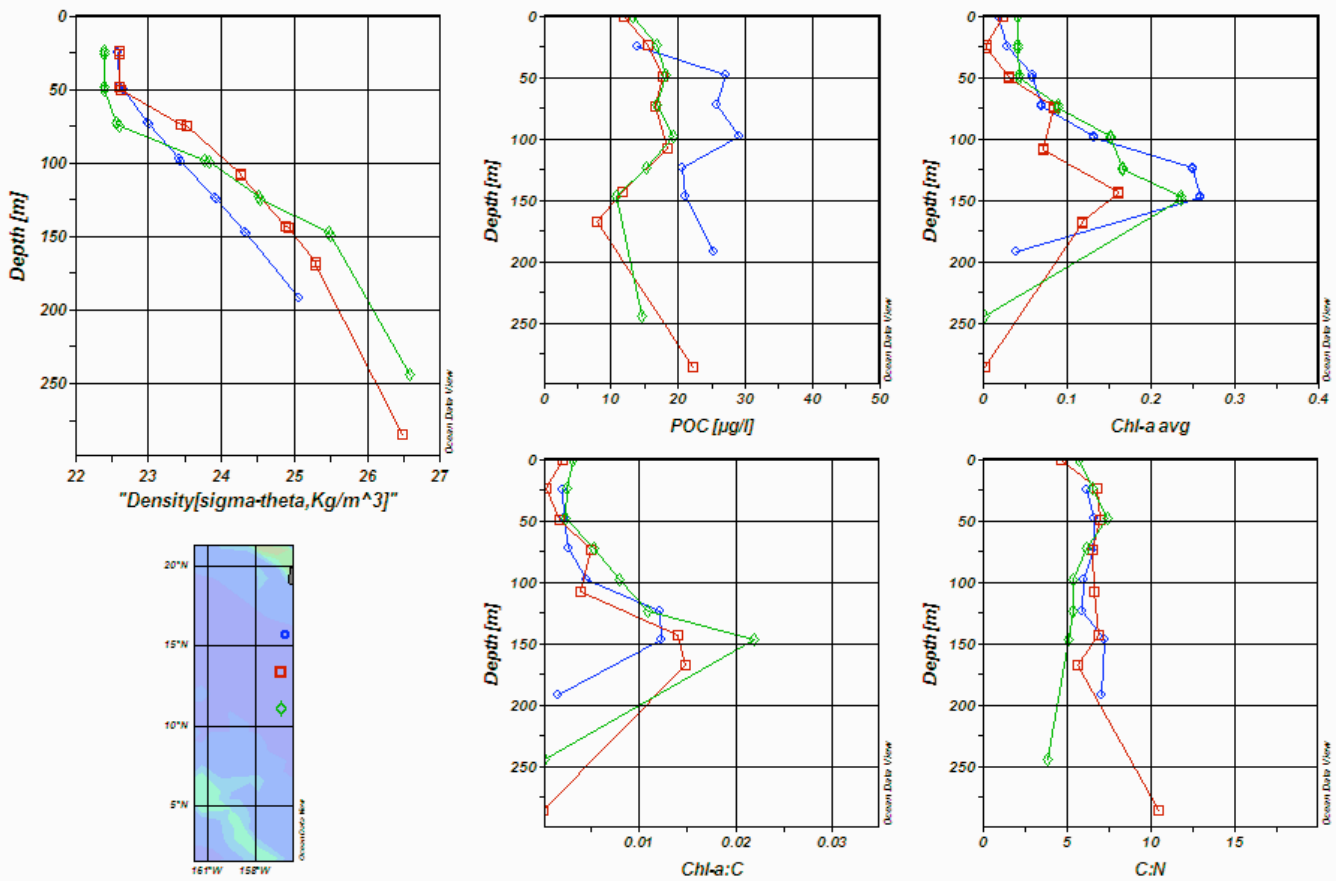 0
50
100
150
200
250
Depth [m]
22
23
24
25
26
27
"Density[sigma-theta,Kg/m^3]"
Ocean Data View
0
50
100
150
200
250
Depth [m]
0
10
20
30
40
50
POC [µg/l]
Ocean Data View
0
50
100
150
200
250
Depth [m]
0
0.1
0.2
0.3
0.4
Chl-a avg
Ocean Data View
20°N
15°N
10°N
5°N
161°W
158°W
Ocean Data View
0
50
100
150
200
250
Depth [m]
0.01
0.02
0.03
Chl-a:C
Ocean Data View
0
50
100
150
200
250
Depth [m]
0
5
10
15
C:N
Ocean Data View